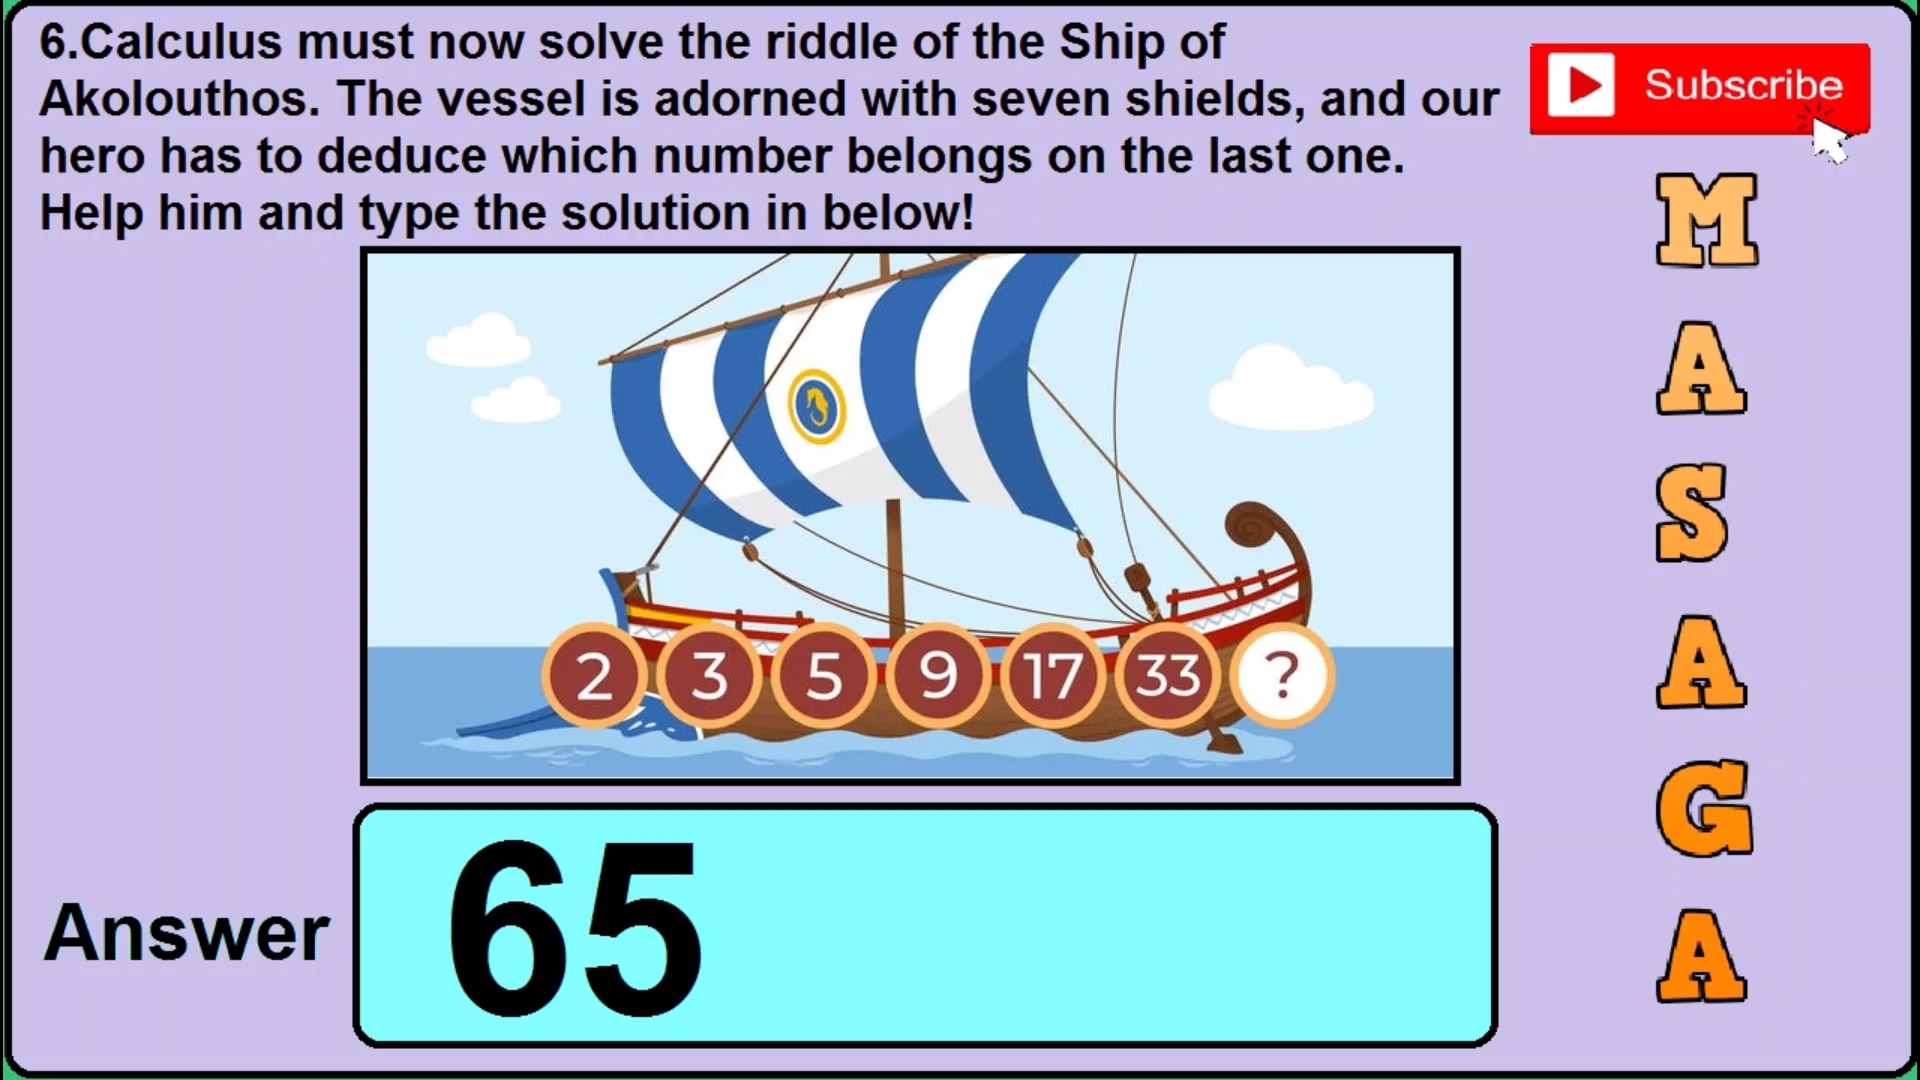 6.Calculus must now solve the riddle of the Ship of
Akolouthos. The vessel is adorned with seven shields, and our
hero has to deduce which number belongs on the last one.
Help him and type the solution in below!
Subscribe
M
A
S
A
G
A
2 3 5 9 17 33 ?
Answer 65